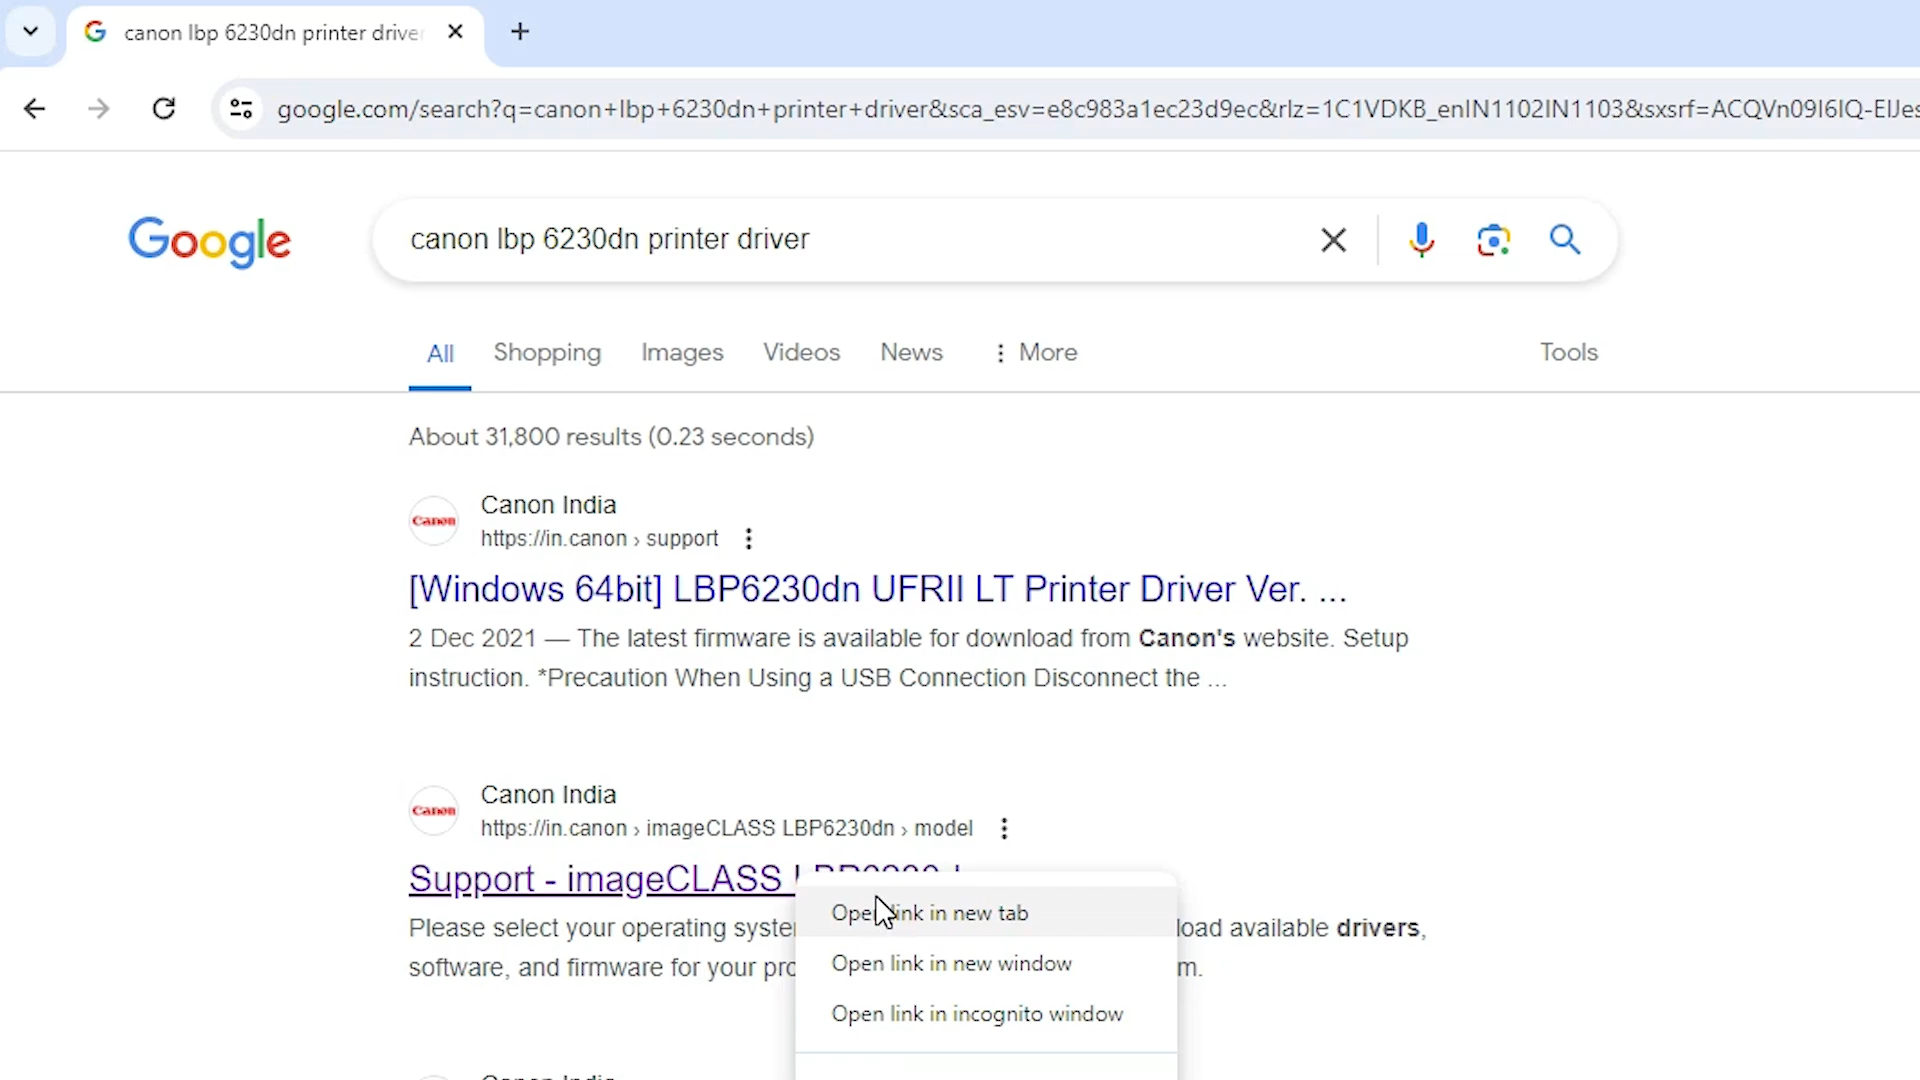 canon lbp 6230dn printer drive
google.com/search?q=canon+lbp+6230dn+printer+driver&sca_esv=e8c983a1ec23d9ec&rlz=1C1VDKB_enIN1102IN1103&sxsrf=ACQVn09I6IQ-EIJes
Google
canon lbp 6230dn printer driver
All Shopping Images Videos News More Tools
About 31,800 results (0.23 seconds)
Canon
Canon India
https://in.canon › support
[Windows 64bit] LBP6230dn UFRII LT Printer Driver Ver. ...
2 Dec 2021 — The latest firmware is available for download from Canon's website. Setup
instruction. *Precaution When Using a USB Connection Disconnect the ...
Canon
Canon India
https://in.canon › imageCLASS LBP6230dn › model
Support - imageCLASS
Please select your operating syste load available drivers,
software, and firmware for your pro m.
Open link in new tab
Open link in new window
Open link in incognito window